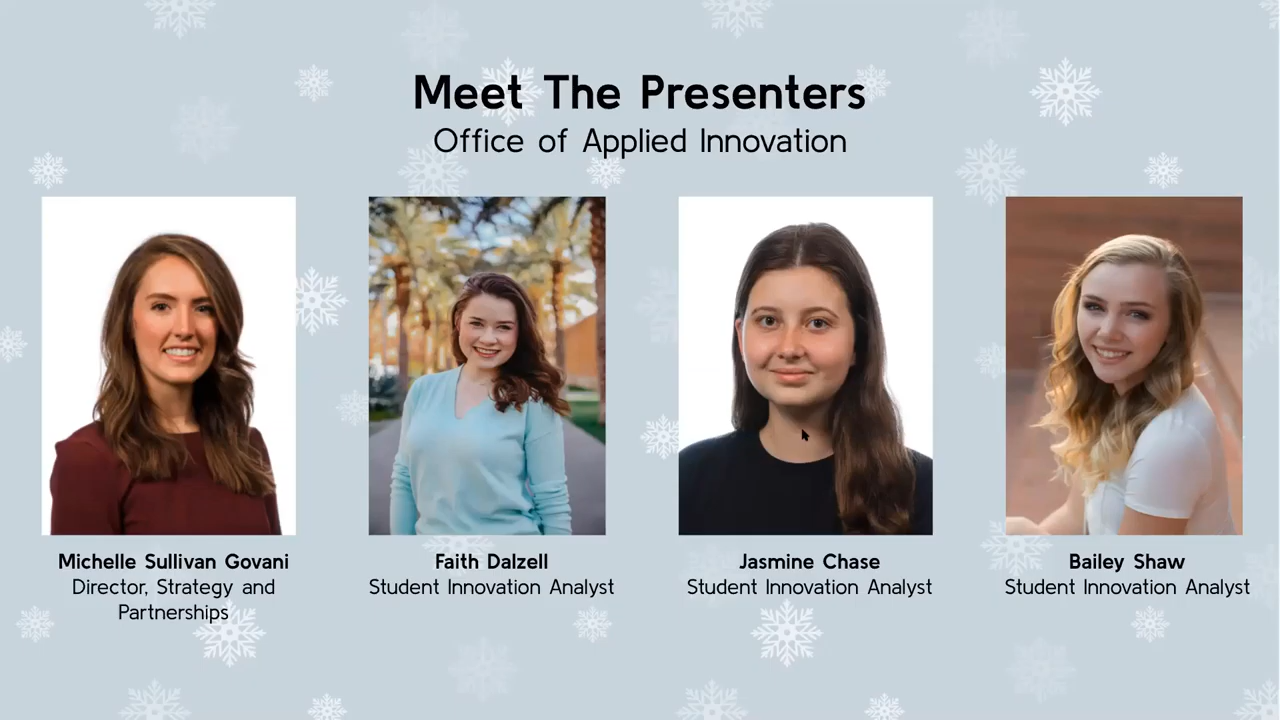 Meet The Presenters
Office of Applied Innovation
Michelle Sullivan Govani
Director, Strategy and
Partnerships
Faith Dalzell
Student Innovation Analyst
Jasmine Chase
Student Innovation Analyst
Bailey Shaw
Student Innovation Analyst